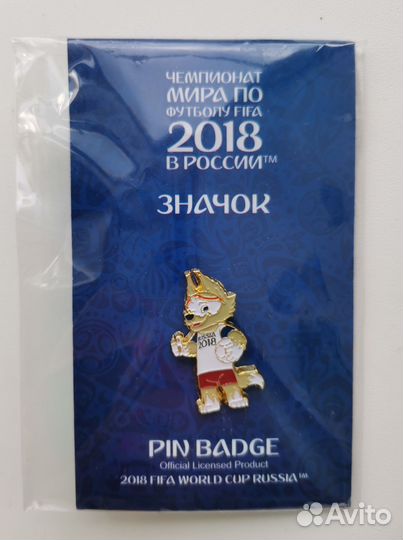 ЧЕМПИОНАТ
МИРА ПО
ФУТБОЛУ FIFA
2018
В РОССИИ™
ЗНАЧОК
RUSSIA
2018
PIN BADGE
Official Licensed Product
2018 FIFA WORLD CUP RUSSIA™
Avito